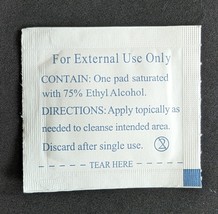 For External Use Only
CONTAIN: One pad saturated
with 75% Ethyl Alcohol.
DIRECTIONS: Apply topically as
needed to cleanse intended area.
Discard after single use.
TEAR HERE